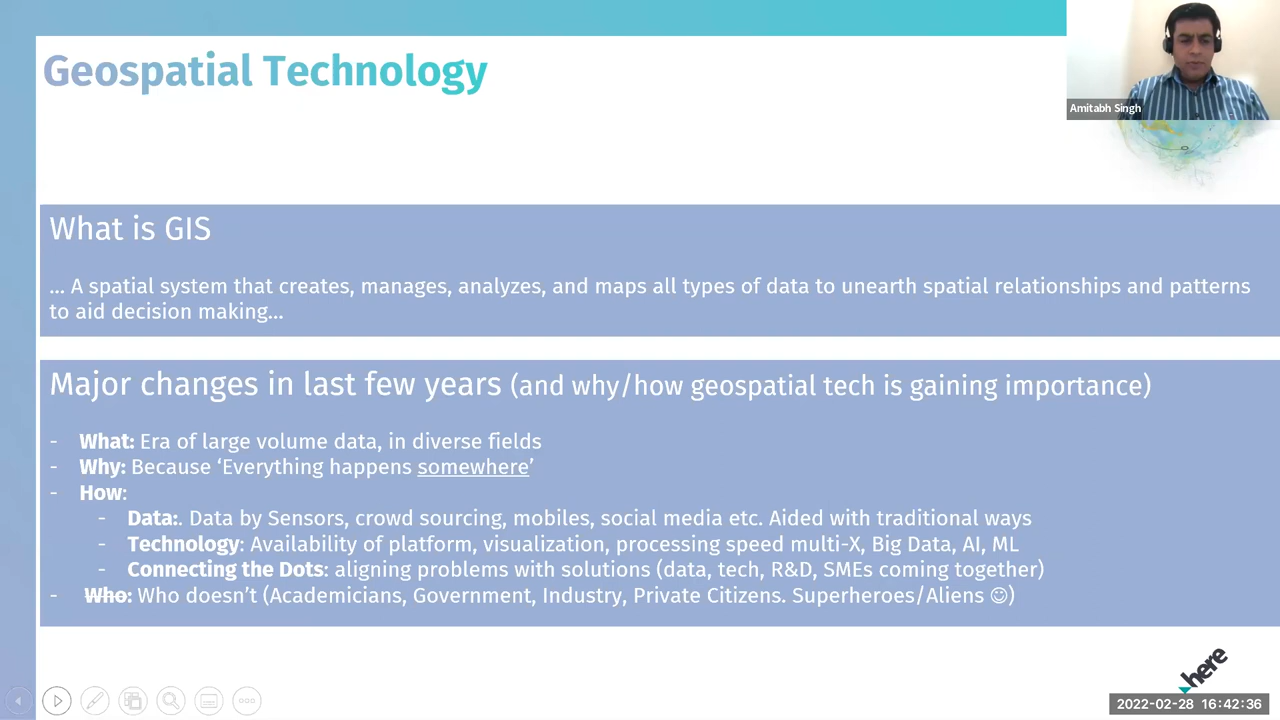 Geospatial Technology
Amitabh Singh
What is GIS
... A spatial system that creates, manages, analyzes, and maps all types of data to unearth spatial relationships and patterns
to aid decision making...
Major changes in last few years (and why/how geospatial tech is gaining importance)
- What: Era of large volume data, in diverse fields
- Why: Because ‘Everything happens somewhere’
- How:
- Data:. Data by Sensors, crowd sourcing, mobiles, social media etc. Aided with traditional ways
- Technology: Availability of platform, visualization, processing speed multi-X, Big Data, AI, ML
- Connecting the Dots: aligning problems with solutions (data, tech, R&D, SMEs coming together)
- Who: Who doesn’t (Academicians, Government, Industry, Private Citizens. Superheroes/Aliens ☺)
here
2022-02-28 16:42:36